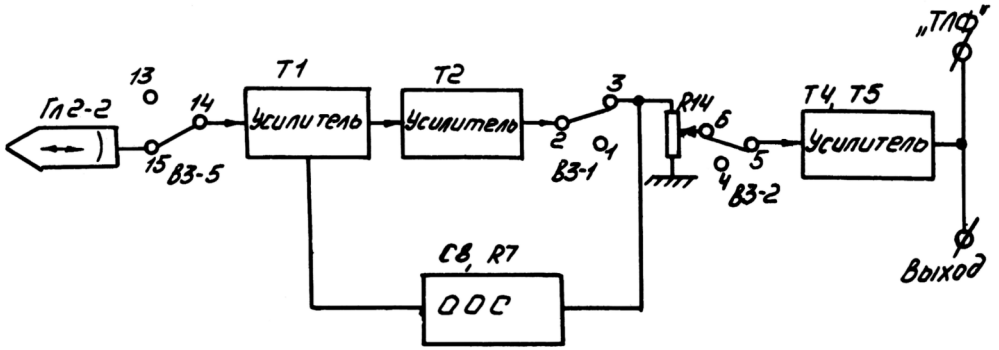 „ТЛФ"
Т1
Т2
3
Т4, Т5
13
Гл2-2
14
R14
6
Усилитель
Усилитель
Усилитель
2
1
5
15
В3-5
В3-1
4
В3-2
С8, R7
ООС
Выход